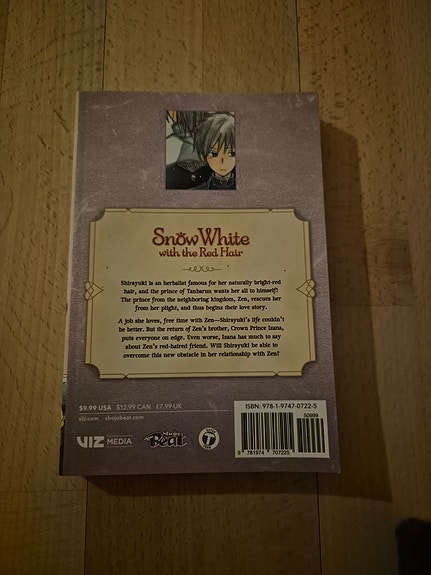 Snow White
with the Red Hair
Shirayuki is an herbalist famous for her naturally bright-red
hair, and the prince of Tanbarun wants her all to himself!
The prince from the neighboring kingdom, Zen, rescues her
from her plight, and thus begins their love story.
A job she loves, free time with Zen—Shirayuki's life couldn't
be better. But the return of Zen's brother, Crown Prince Izana,
puts everyone on edge. Even worse, Izana has much to say
about Zen's red-haired friend. Will Shirayuki be able to
overcome this new obstacle in her relationship with Zen?
$9.99 USA $12.99 CAN £7.99 UK
viz.com shojobeat.com
VIZ MEDIA
Shojo Beat
T
ISBN: 978-1-9747-0722-5
50999
9 781974 707225